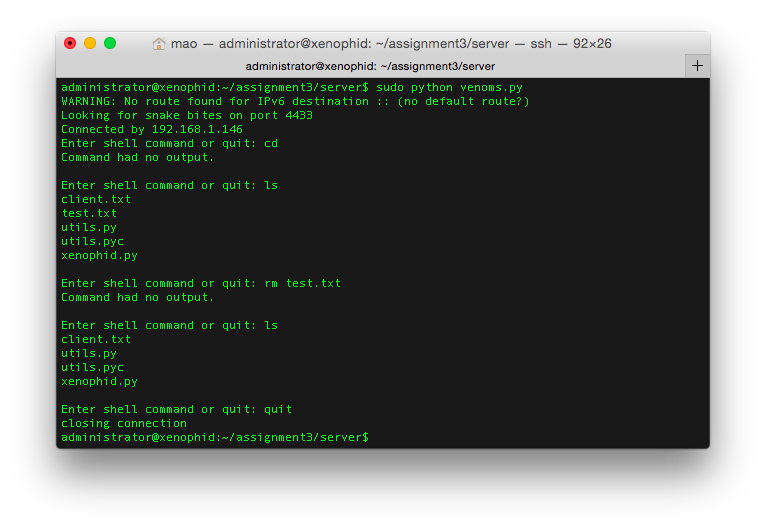 mao — administrator@xenophid: ~/assignment3/server — ssh — 92×26
administrator@xenophid: ~/assignment3/server
+
administrator@xenophid:~/assignment3/server$ sudo python venoms.py
WARNING: No route found for IPv6 destination :: (no default route?)
Looking for snake bites on port 4433
Connected by 192.168.1.146
Enter shell command or quit: cd
Command had no output.

Enter shell command or quit: ls
client.txt
test.txt
utils.py
utils.pyc
xenophid.py

Enter shell command or quit: rm test.txt
Command had no output.

Enter shell command or quit: ls
client.txt
utils.py
utils.pyc
xenophid.py

Enter shell command or quit: quit
closing connection
administrator@xenophid:~/assignment3/server$